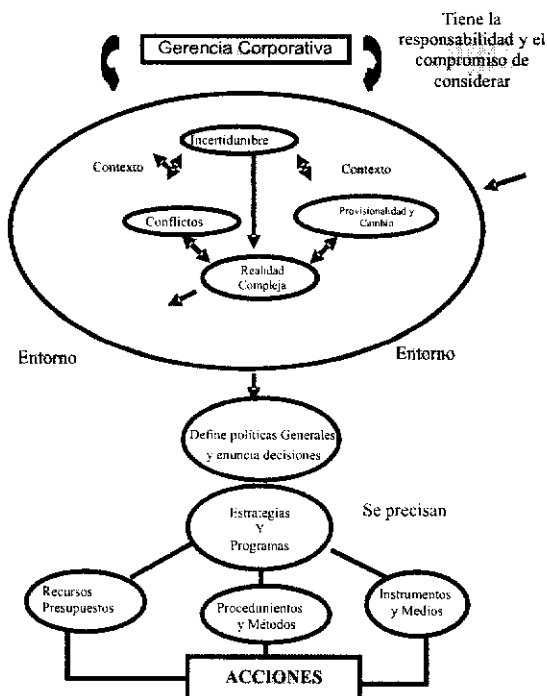 Tiene la
responsabilidad y el
compromiso de
considerar
Gerencia Corporativa
Incertidumbre
Contexto
Contexto
Conflictos
Provisionalidad y
Cambio
Realidad
Compleja
Entorno
Entorno
Define políticas Generales
y enuncia decisiones
Estrategias
Y
Programas
Se precisan
Recursos
Presupuestos
Procedimientos
y Métodos
Instrumentos
y Medios
ACCIONES